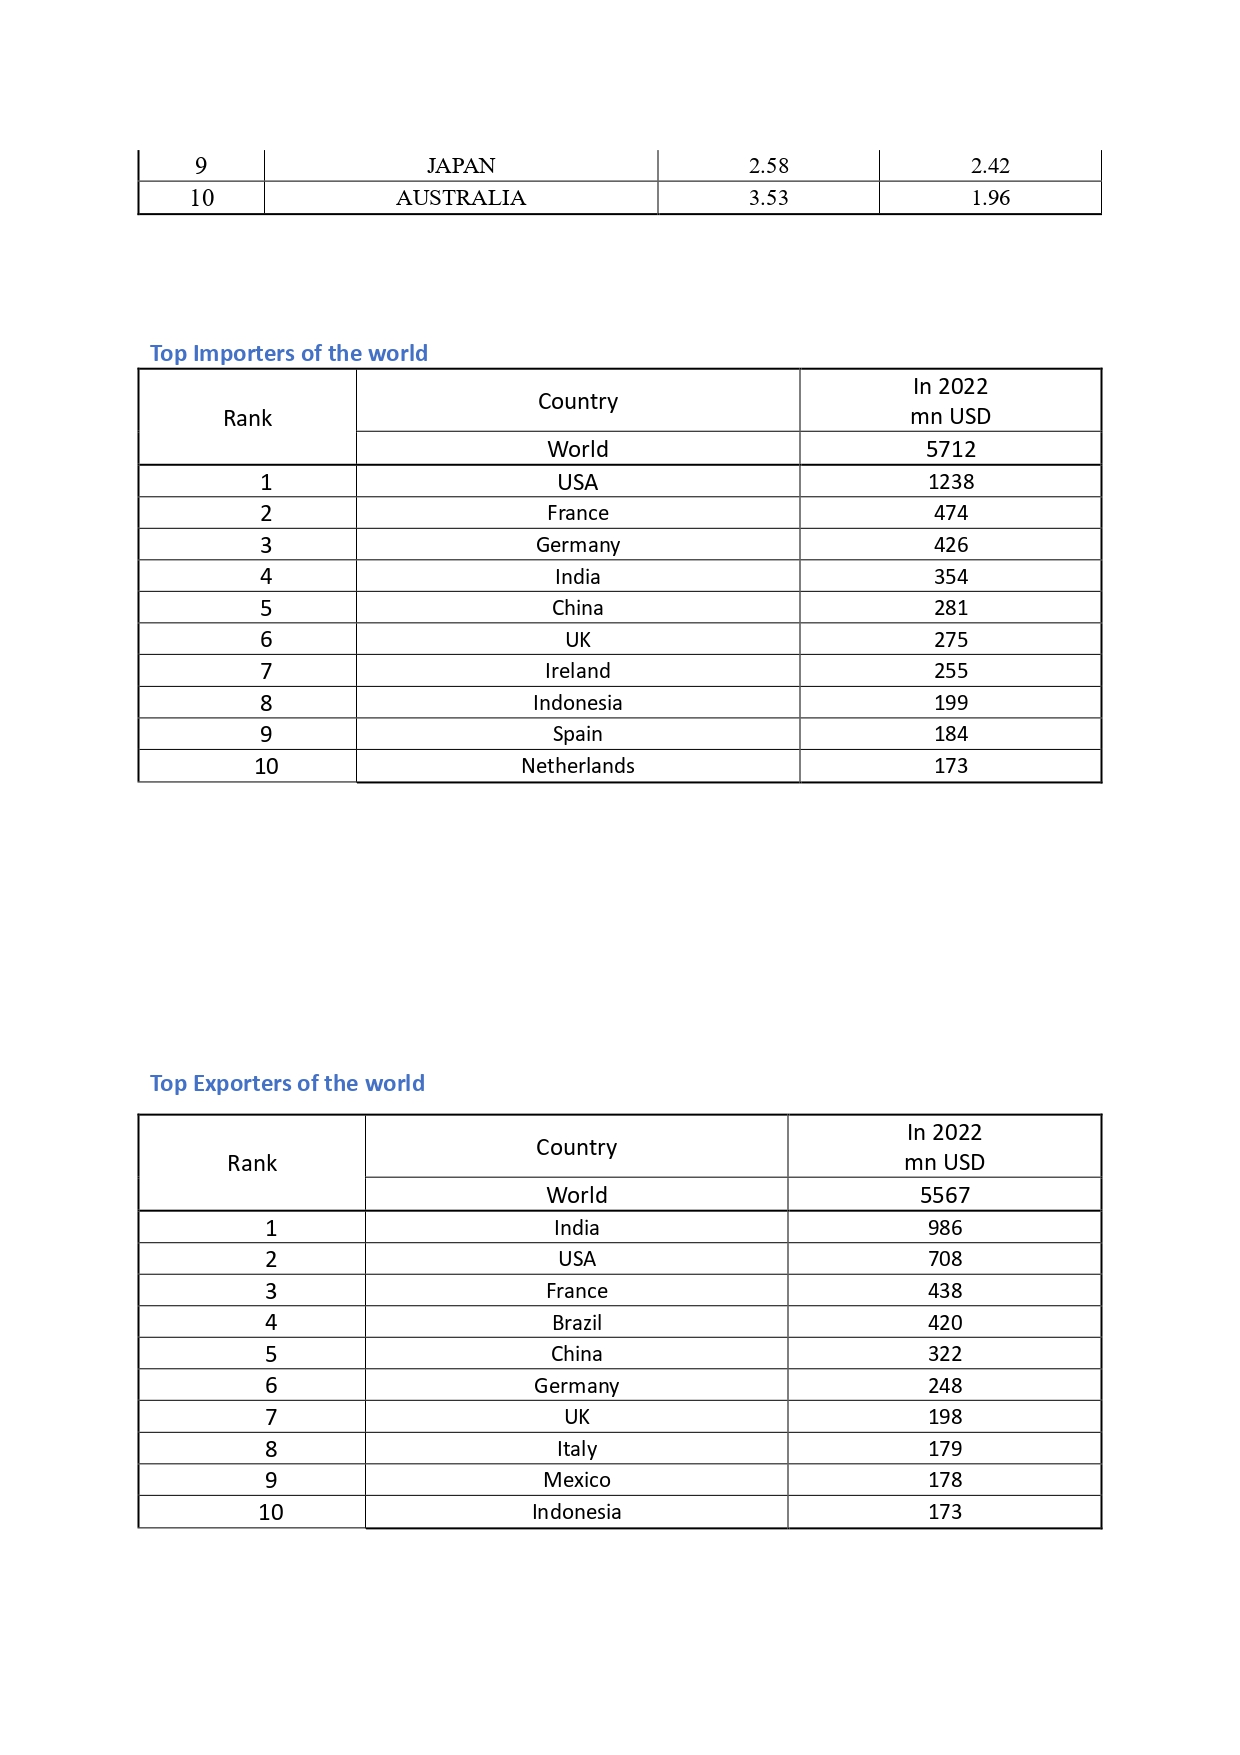 9 JAPAN 2.58 2.42
10 AUSTRALIA 3.53 1.96
Top Importers of the world
Rank Country In 2022
mn USD
World 5712
1 USA 1238
2 France 474
3 Germany 426
4 India 354
5 China 281
6 UK 275
7 Ireland 255
8 Indonesia 199
9 Spain 184
10 Netherlands 173
Top Exporters of the world
Rank Country In 2022
mn USD
World 5567
1 India 986
2 USA 708
3 France 438
4 Brazil 420
5 China 322
6 Germany 248
7 UK 198
8 Italy 179
9 Mexico 178
10 Indonesia 173